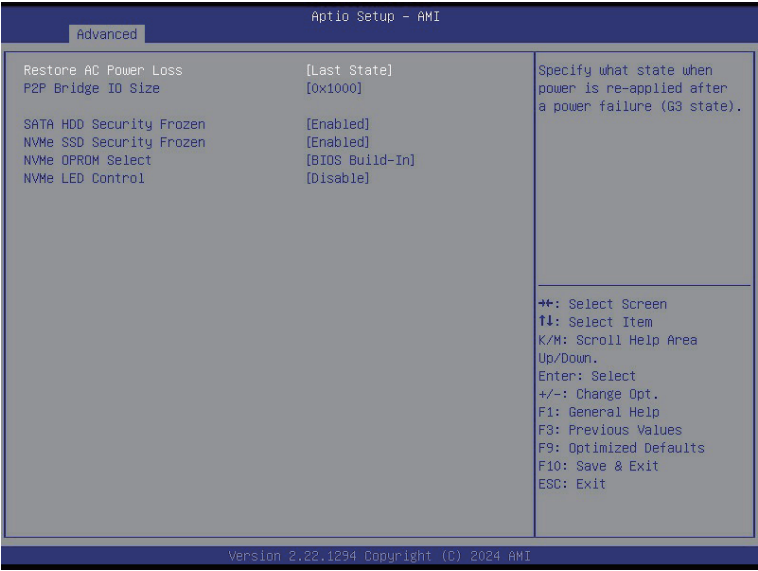 Aptio Setup – AMI
Advanced
Restore AC Power Loss [Last State]
P2P Bridge IO Size [0x1000]
SATA HDD Security Frozen [Enabled]
NVMe SSD Security Frozen [Enabled]
NVMe OPROM Select [BIOS Build-In]
NVMe LED Control [Disable]
Specify what state when
power is re-applied after
a power failure (G3 state).
→←: Select Screen
↑↓: Select Item
K/M: Scroll Help Area
Up/Down.
Enter: Select
+/-: Change Opt.
F1: General Help
F3: Previous Values
F9: Optimized Defaults
F10: Save & Exit
ESC: Exit
Version 2.22.1294 Copyright (C) 2024 AMI